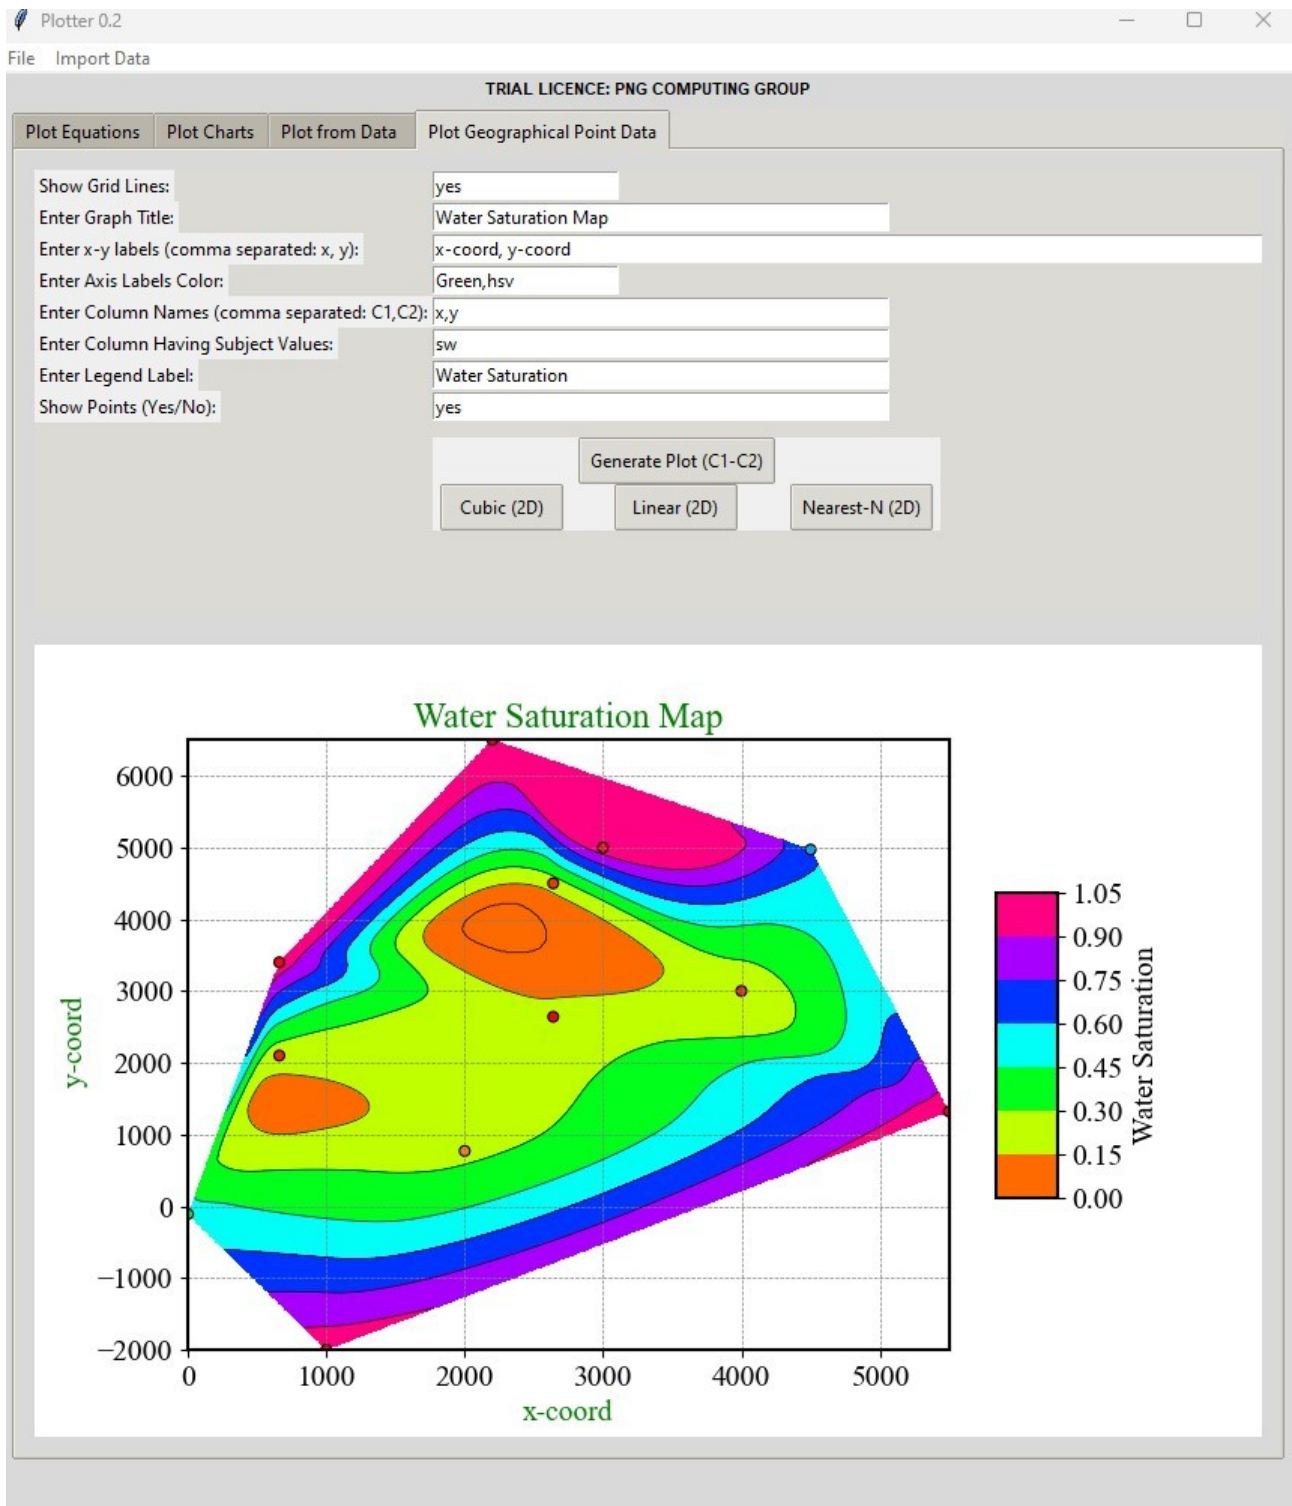 Plotter 0.2
File Import Data
TRIAL LICENCE: PNG COMPUTING GROUP
Plot Equations Plot Charts Plot from Data Plot Geographical Point Data
Show Grid Lines: yes
Enter Graph Title: Water Saturation Map
Enter x-y labels (comma separated: x, y): x-coord, y-coord
Enter Axis Labels Color: Green,hsv
Enter Column Names (comma separated: C1,C2): x,y
Enter Column Having Subject Values: sw
Enter Legend Label: Water Saturation
Show Points (Yes/No): yes
Generate Plot (C1-C2)
Cubic (2D) Linear (2D) Nearest-N (2D)
Water Saturation Map
6000
5000
4000
3000
2000
1000
0
−1000
−2000
y-coord
0 1000 2000 3000 4000 5000
x-coord
1.05
0.90
0.75
0.60
0.45
0.30
0.15
0.00
Water Saturation